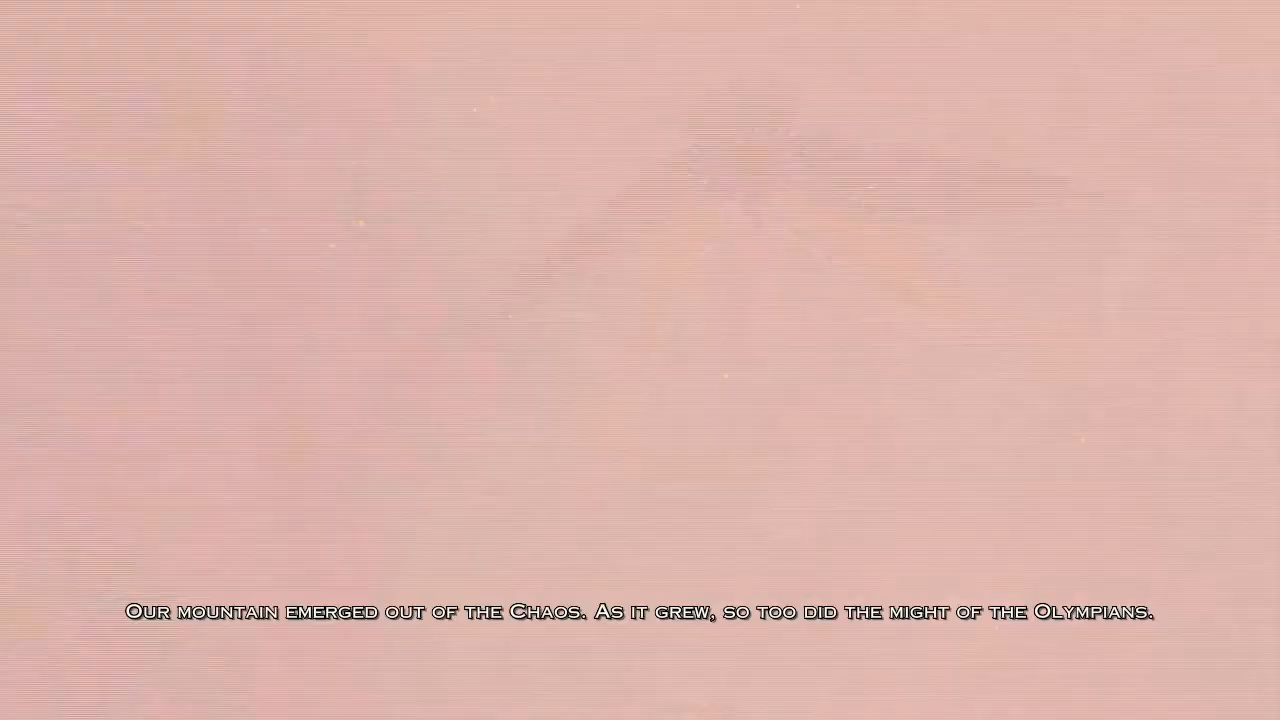 Our mountain emerged out of the Chaos. As it grew, so too did the might of the Olympians.